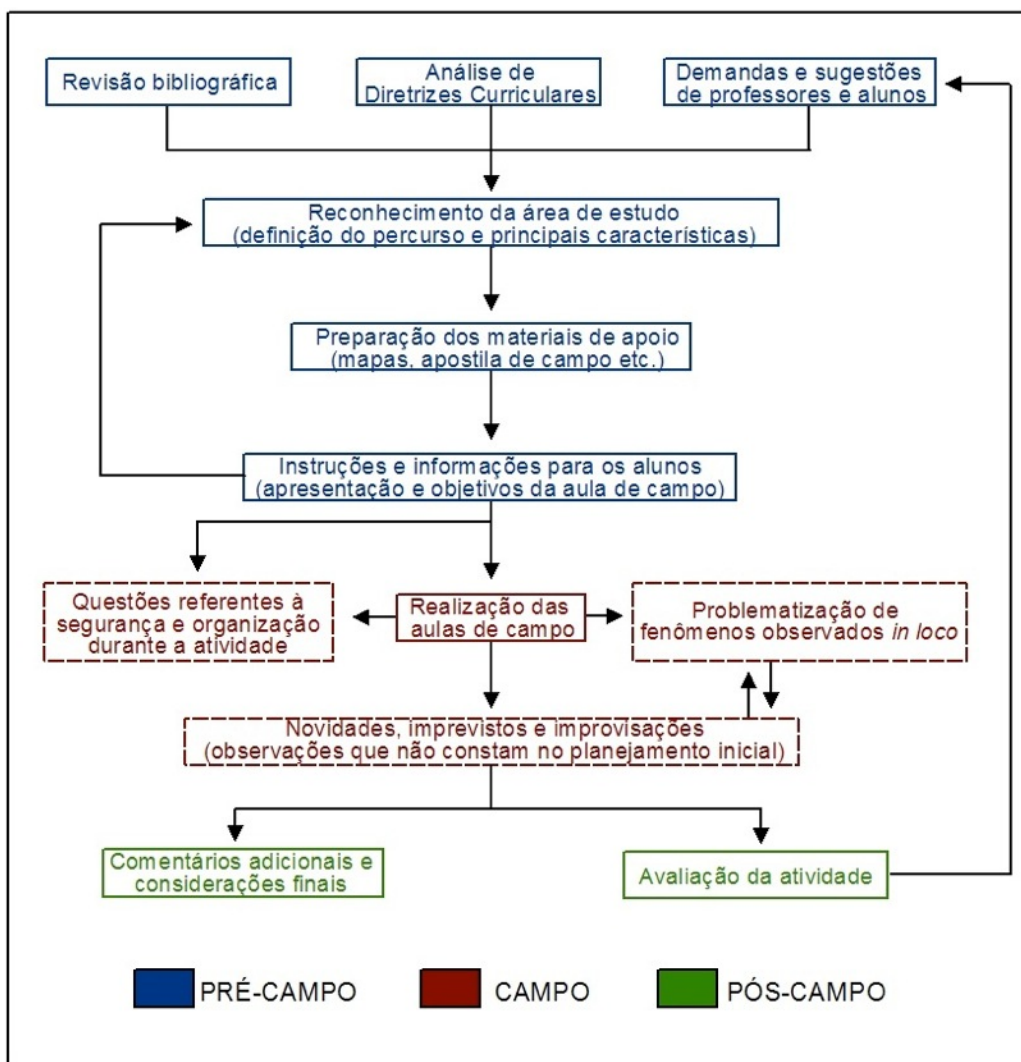 Revisão bibliográfica
Análise de
Diretrizes Curriculares
Demandas e sugestões
de professores e alunos
Reconhecimento da área de estudo
(definição do percurso e principais características)
Preparação dos materiais de apoio
(mapas, apostila de campo etc.)
Instruções e informações para os alunos
(apresentação e objetivos da aula de campo)
Questões referentes à
segurança e organização
durante a atividade
Realização das
aulas de campo
Problematização de
fenômenos observados in loco
Novidades, imprevistos e improvisações
(observações que não constam no planejamento inicial)
Comentários adicionais e
considerações finais
Avaliação da atividade
PRÉ-CAMPO
CAMPO
PÓS-CAMPO